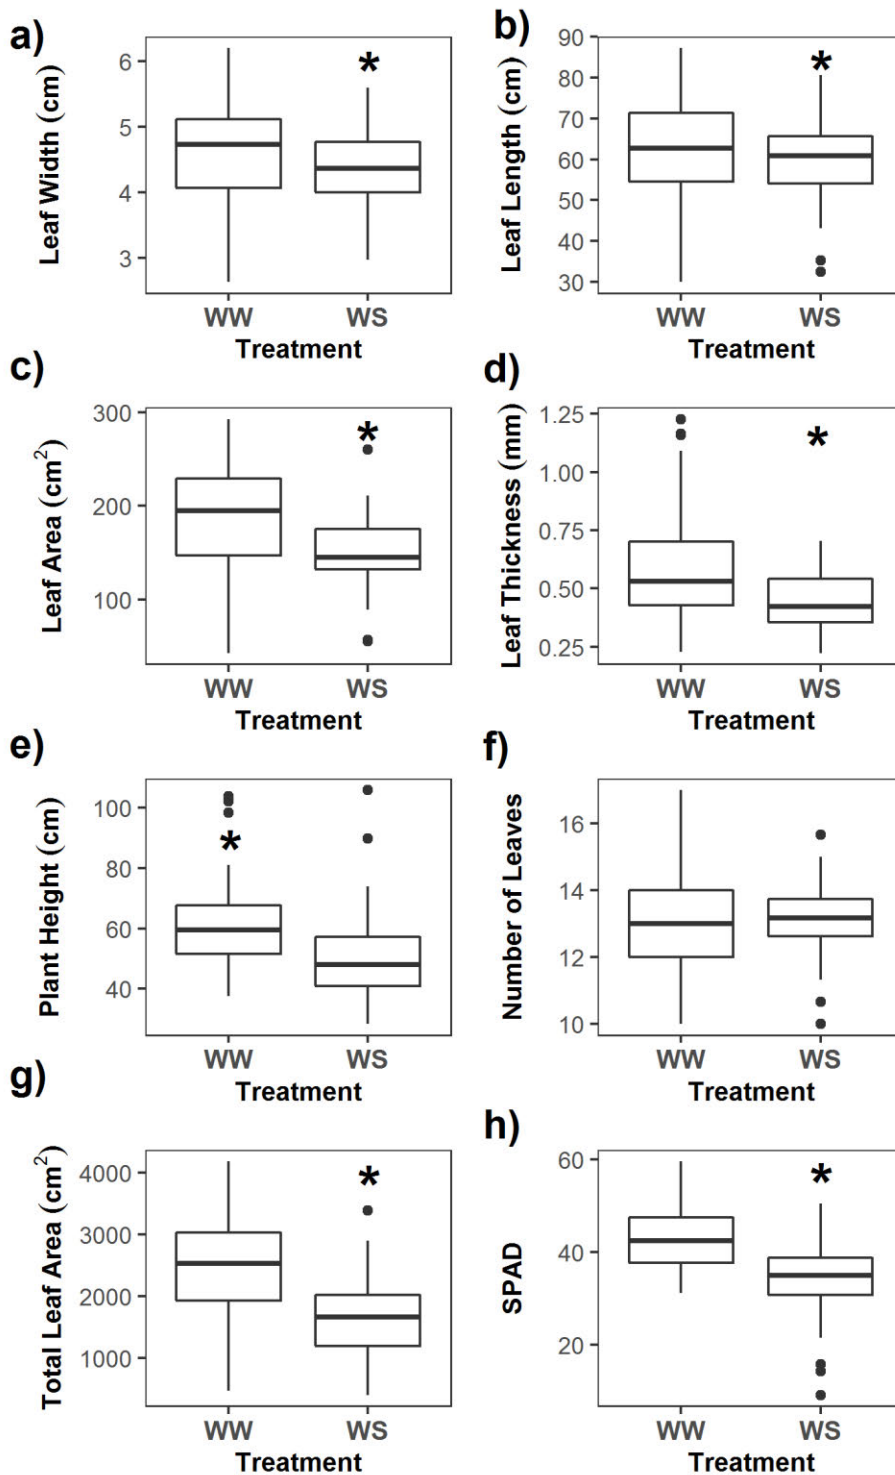 a)
Leaf Width (cm)
6
5
4
3
*
WW WS
Treatment
b)
Leaf Length (cm)
90
80
70
60
50
40
30
*
WW WS
Treatment
c)
Leaf Area (cm²)
300
200
100
*
WW WS
Treatment
d)
Leaf Thickness (mm)
1.25
1.00
0.75
0.50
0.25
*
WW WS
Treatment
e)
Plant Height (cm)
100
80
60
40
*
WW WS
Treatment
f)
Number of Leaves
16
14
12
10
WW WS
Treatment
g)
Total Leaf Area (cm²)
4000
3000
2000
1000
*
WW WS
Treatment
h)
SPAD
60
40
20
*
WW WS
Treatment